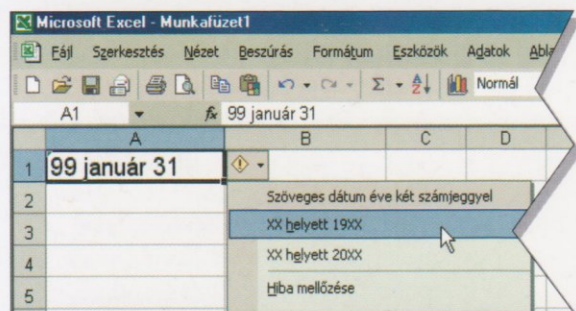 Microsoft Excel - Munkafüzet1
Fájl Szerkesztés Nézet Beszúrás Formátum Eszközök Adatok Abla
Σ A Z Normál
A1 fx 99 január 31
A B C D
1 99 január 31
2 Szöveges dátum éve két számjeggyel
3 XX helyett 19XX
4 XX helyett 20XX
5 Hiba mellőzése